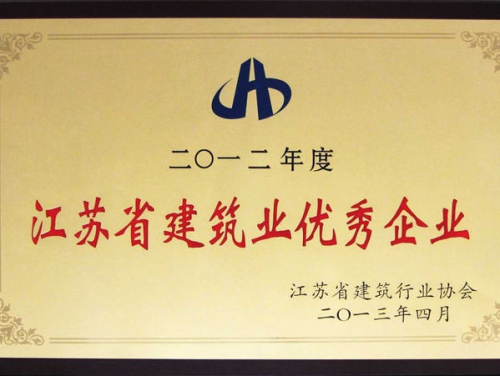 二〇一二年度
江苏省建筑业优秀企业
江苏省建筑行业协会
二〇一三年四月